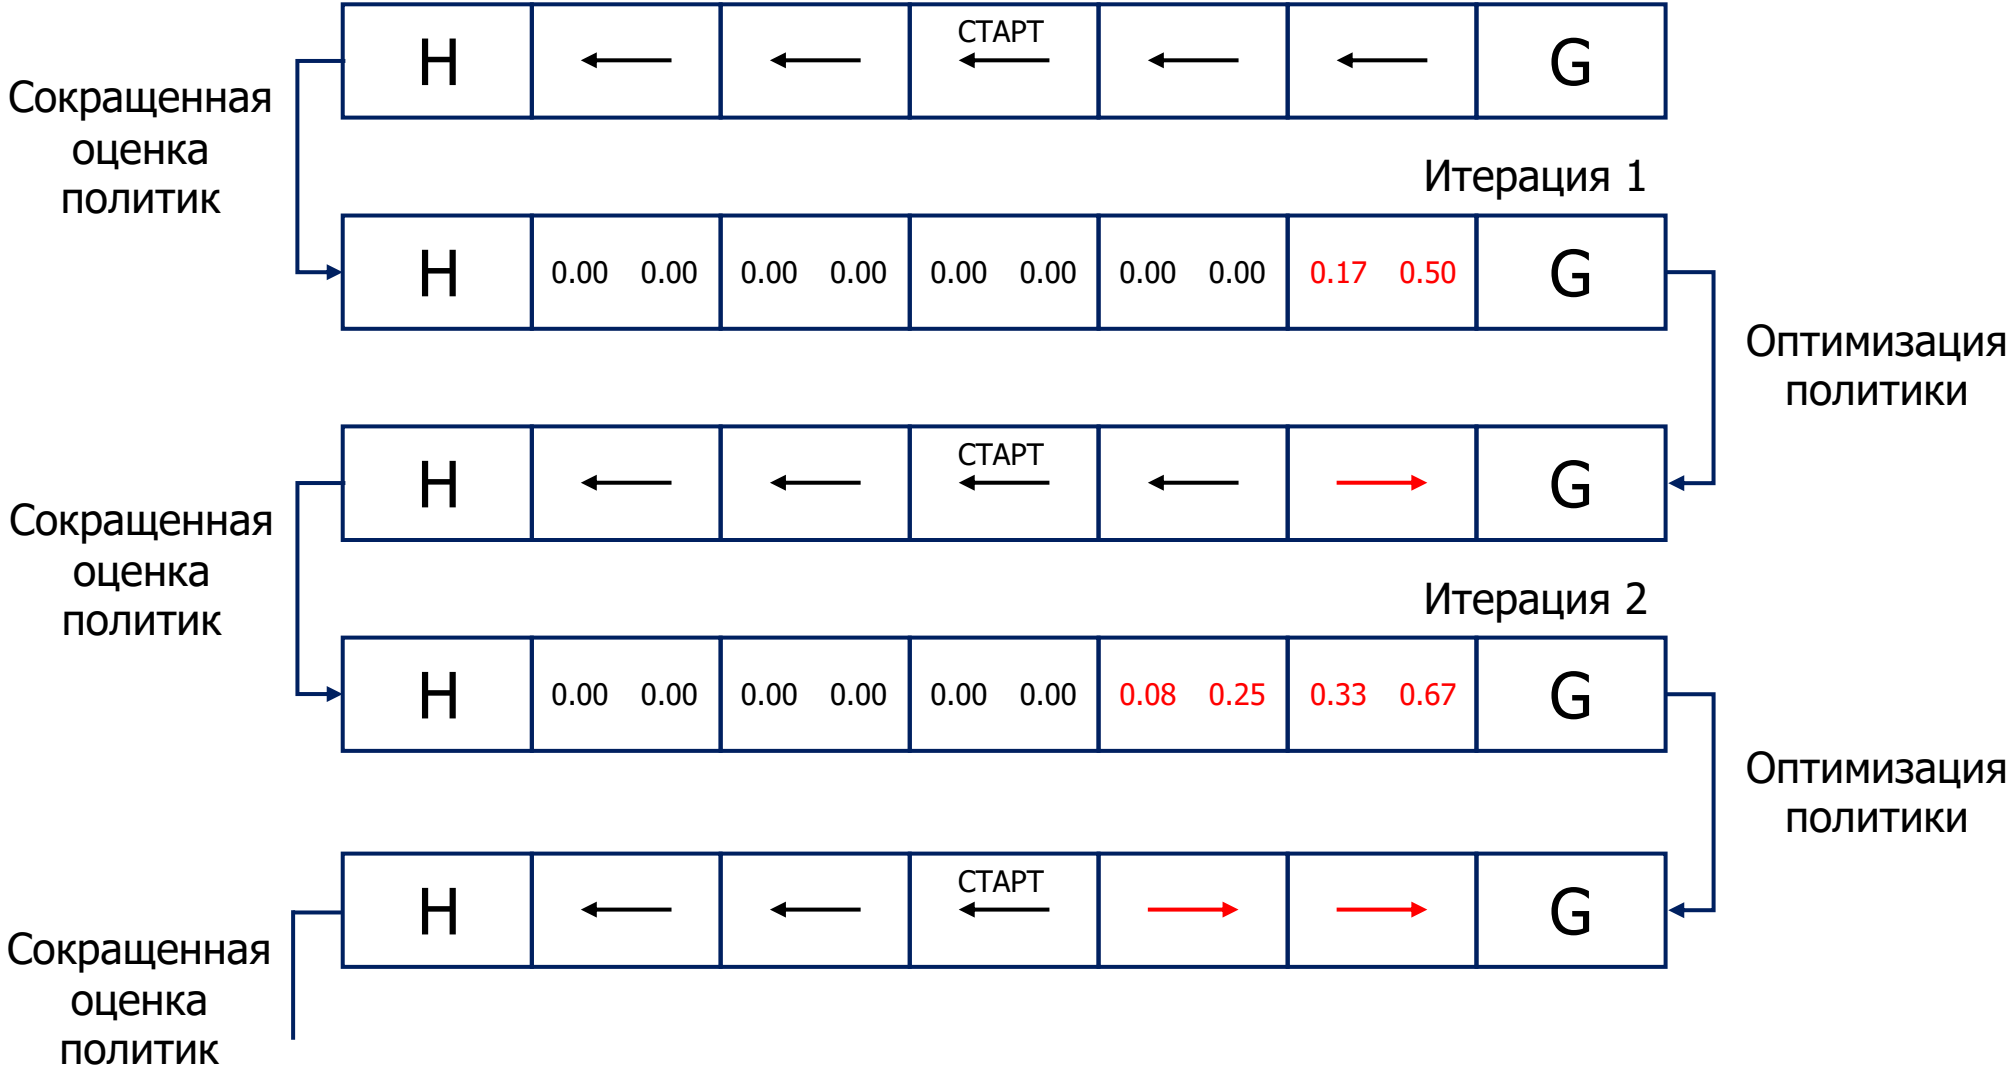 СТАРТ
H
G
Сокращенная
оценка
политик
Итерация 1
H
0.00 0.00
0.00 0.00
0.00 0.00
0.00 0.00
0.17 0.50
G
Оптимизация
политики
СТАРТ
H
G
Сокращенная
оценка
политик
Итерация 2
H
0.00 0.00
0.00 0.00
0.00 0.00
0.08 0.25
0.33 0.67
G
Оптимизация
политики
СТАРТ
H
G
Сокращенная
оценка
политик